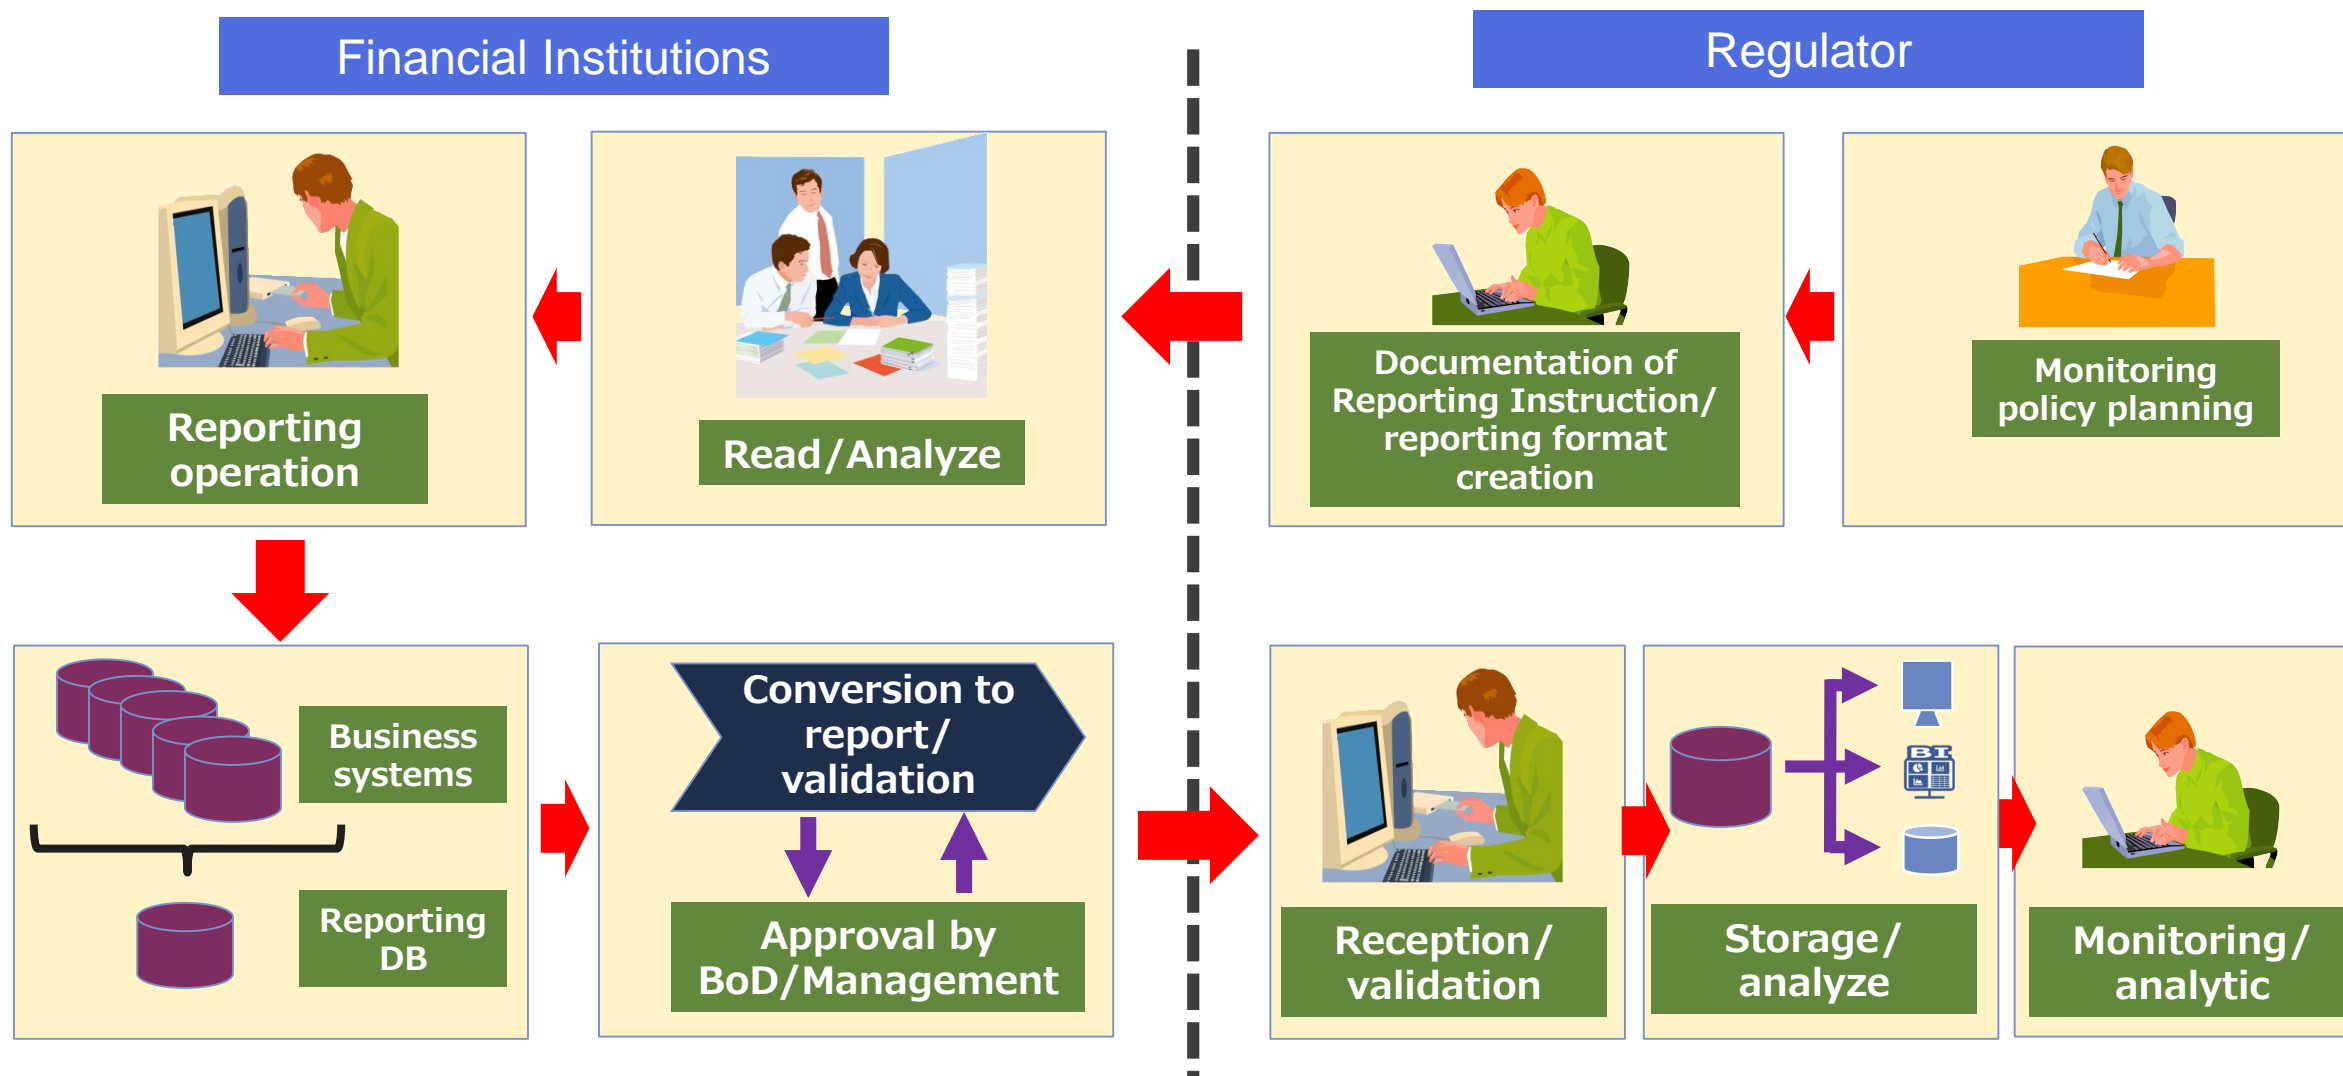 Financial Institutions
Regulator
Reporting
operation
Read/Analyze
Documentation of
Reporting Instruction/
reporting format
creation
Monitoring
policy planning
Business
systems
Reporting
DB
Conversion to
report/
validation
Approval by
BoD/Management
Reception/
validation
BI
Storage/
analyze
Monitoring/
analytic